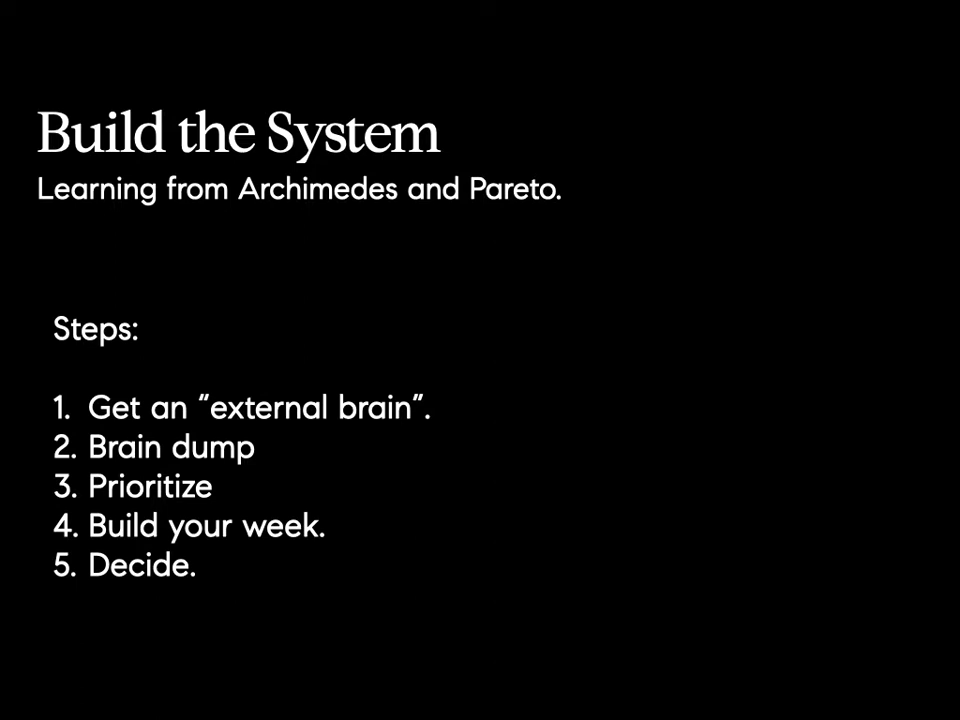 Build the System
Learning from Archimedes and Pareto.
Steps:
1. Get an “external brain”.
2. Brain dump
3. Prioritize
4. Build your week.
5. Decide.